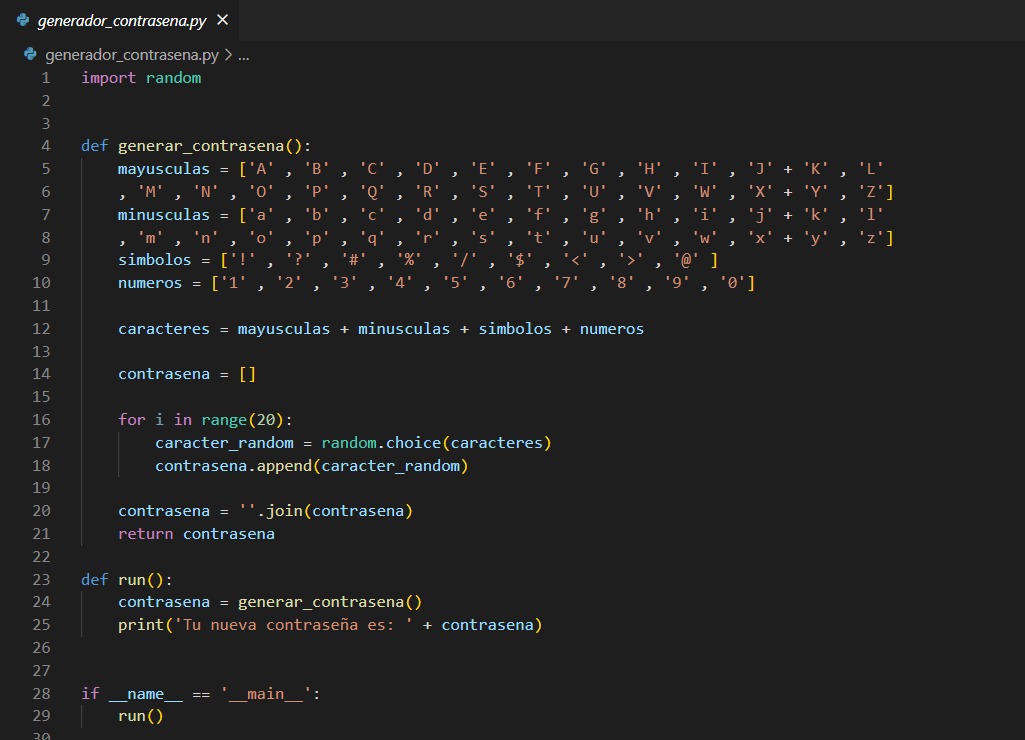 generador_contrasena.py ×
generador_contrasena.py > ...
1 import random
2
3
4 def generar_contrasena():
5     mayusculas = ['A' , 'B' , 'C' , 'D' , 'E' , 'F' , 'G' , 'H' , 'I' , 'J' + 'K' , 'L'
6     , 'M' , 'N' , 'O' , 'P' , 'Q' , 'R' , 'S' , 'T' , 'U' , 'V' , 'W' , 'X' + 'Y' , 'Z']
7     minusculas = ['a' , 'b' , 'c' , 'd' , 'e' , 'f' , 'g' , 'h' , 'i' , 'j' + 'k' , 'l'
8     , 'm' , 'n' , 'o' , 'p' , 'q' , 'r' , 's' , 't' , 'u' , 'v' , 'w' , 'x' + 'y' , 'z']
9     simbolos = ['!' , '?' , '#' , '%' , '/' , '$' , '<' , '>' , '@' ]
10     numeros = ['1' , '2' , '3' , '4' , '5' , '6' , '7' , '8' , '9' , '0']
11
12     caracteres = mayusculas + minusculas + simbolos + numeros
13
14     contrasena = []
15
16     for i in range(20):
17         caracter_random = random.choice(caracteres)
18         contrasena.append(caracter_random)
19
20     contrasena = ''.join(contrasena)
21     return contrasena
22
23 def run():
24     contrasena = generar_contrasena()
25     print('Tu nueva contraseña es: ' + contrasena)
26
27
28 if __name__ == '__main__':
29     run()
30